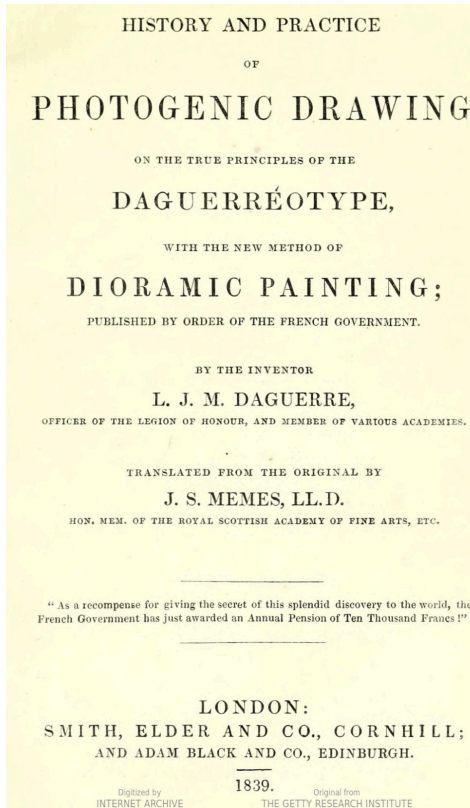 HISTORY AND PRACTICE
OF
PHOTOGENIC DRAWING
ON THE TRUE PRINCIPLES OF THE
DAGUERRÉOTYPE,
WITH THE NEW METHOD OF
DIORAMIC PAINTING;
PUBLISHED BY ORDER OF THE FRENCH GOVERNMENT.
BY THE INVENTOR
L. J. M. DAGUERRE,
OFFICER OF THE LEGION OF HONOUR, AND MEMBER OF VARIOUS ACADEMIES.
TRANSLATED FROM THE ORIGINAL BY
J. S. MEMES, LL.D.
HON. MEM. OF THE ROYAL SCOTTISH ACADEMY OF FINE ARTS, ETC.
“ As a recompense for giving the secret of this splendid discovery to the world, the
French Government has just awarded an Annual Pension of Ten Thousand Francs !”
LONDON:
SMITH, ELDER AND CO., CORNHILL;
AND ADAM BLACK AND CO., EDINBURGH.
1839.
Digitized by
INTERNET ARCHIVE
Original from
THE GETTY RESEARCH INSTITUTE